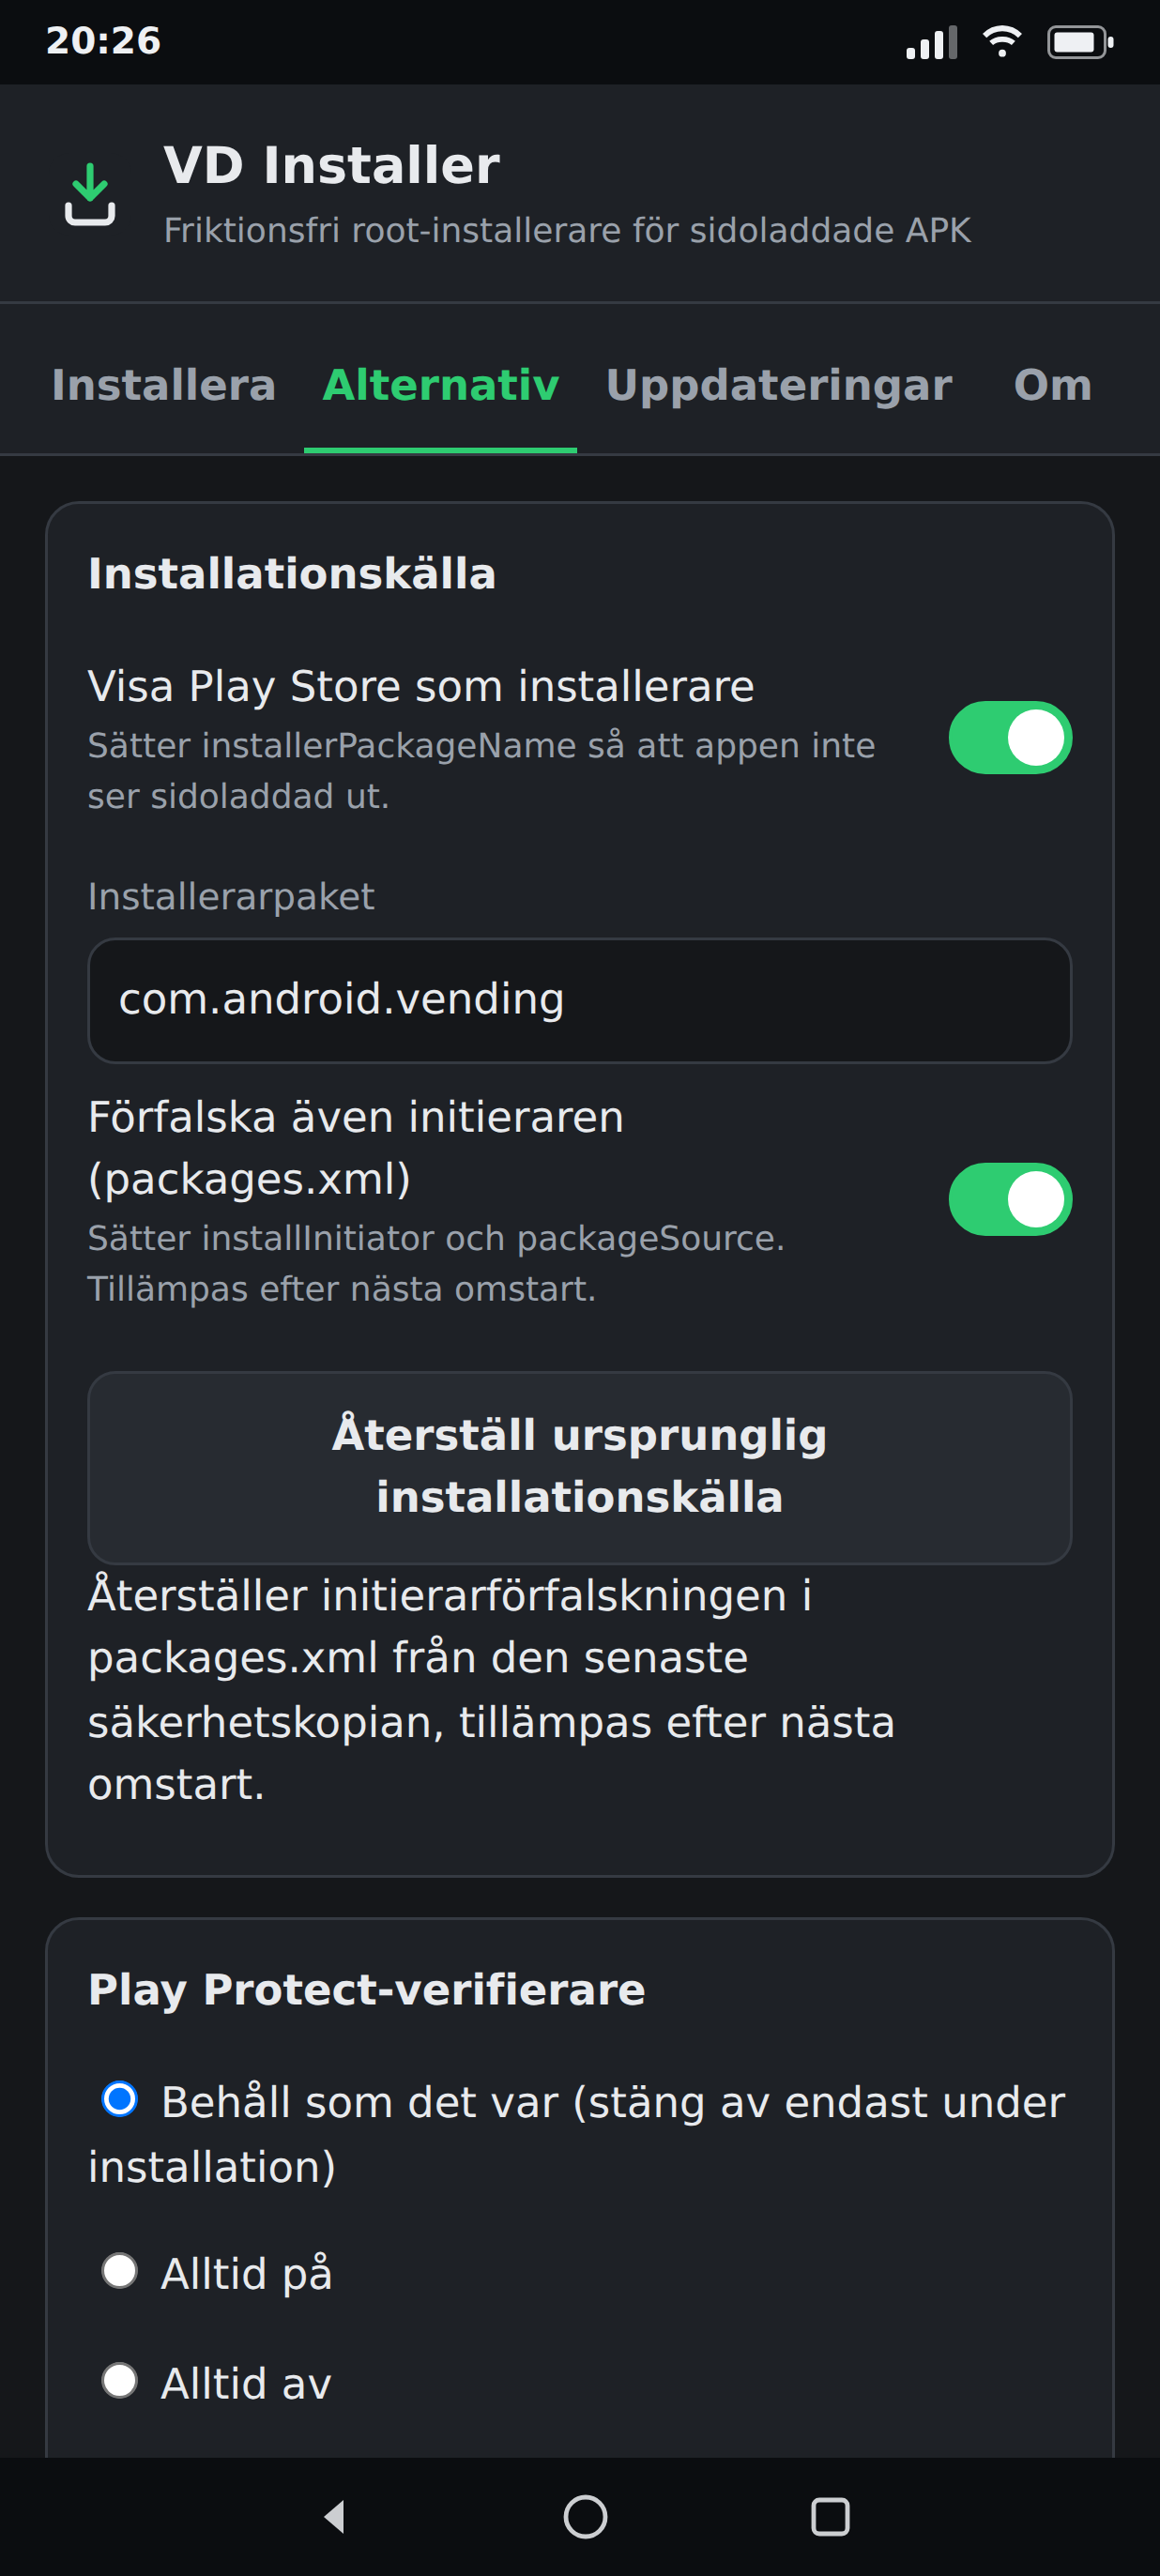 20:26
VD Installer
Friktionsfri root-installerare för sidoladdade APK
Installera Alternativ Uppdateringar Om
Installationskälla
Visa Play Store som installerare
Sätter installerPackageName så att appen inte
ser sidoladdad ut.
Installerarpaket
com.android.vending
Förfalska även initieraren
(packages.xml)
Sätter installInitiator och packageSource.
Tillämpas efter nästa omstart.
Återställ ursprunglig
installationskälla
Återställer initierarförfalskningen i
packages.xml från den senaste
säkerhetskopian, tillämpas efter nästa
omstart.
Play Protect-verifierare
Behåll som det var (stäng av endast under
installation)
Alltid på
Alltid av